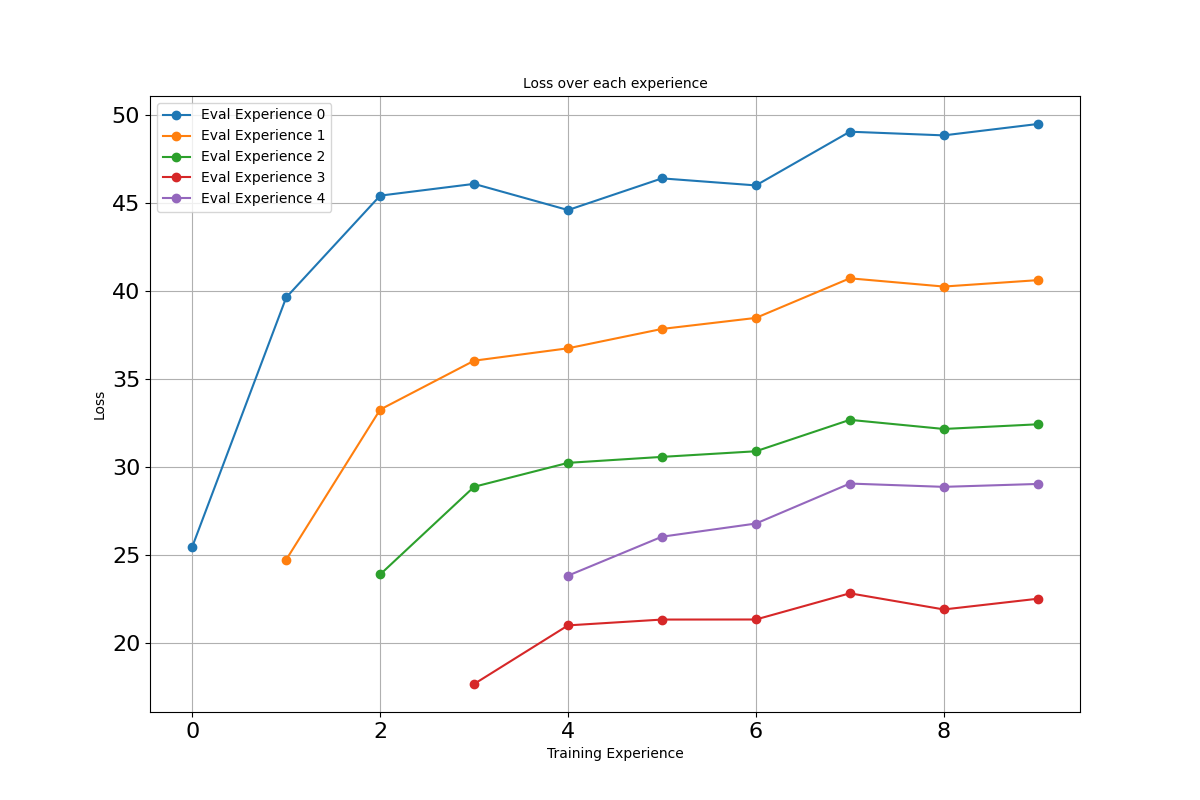 Loss over each experience
Eval Experience 0
Eval Experience 1
Eval Experience 2
Eval Experience 3
Eval Experience 4
50
45
40
35
30
25
20
Loss
0 2 4 6 8
Training Experience